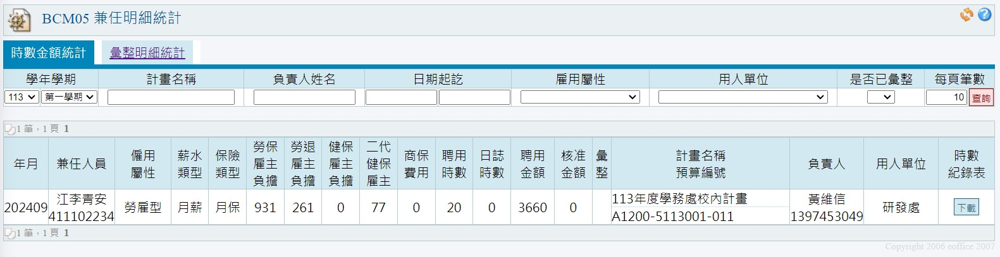 BCM05 兼任明細統計
時數金額統計 彙整明細統計
學年學期 計畫名稱 負責人姓名 日期起訖 雇用屬性 用人單位 是否已彙整 每頁筆數
113 第一學期 10 查詢
1 筆，1 頁 1
年月 兼任人員 僱用屬性 薪水類型 保險類型 勞保雇主負擔 勞退雇主負擔 健保雇主負擔 二代健保雇主 商保費用 聘用時數 日誌時數 聘用金額 核准金額 彙整 計畫名稱 預算編號 負責人 用人單位 時數紀錄表
202409 江李青安 411102234 勞雇型 月薪 月保 931 261 0 77 0 20 0 3660 0 113年度學務處校內計畫 A1200-5113001-011 黃維信 1397453049 研發處 下載
1 筆，1 頁 1
Copyright 2006 eoffice 2007